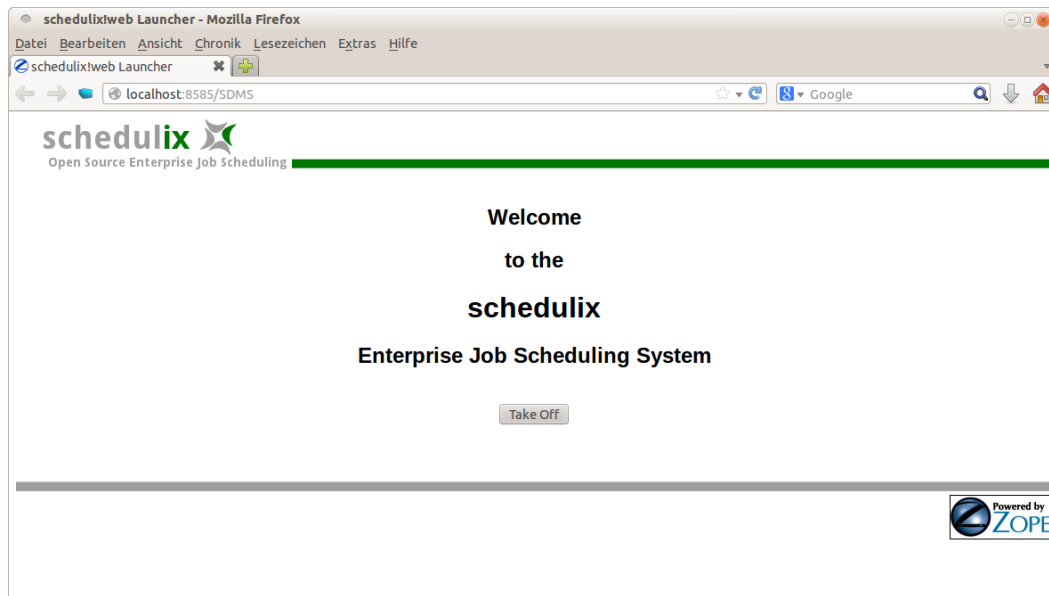 schedulix!web Launcher - Mozilla Firefox
Datei Bearbeiten Ansicht Chronik Lesezeichen Extras Hilfe
schedulix!web Launcher
localhost:8585/SDMS
8 Google
schedulix
Open Source Enterprise Job Scheduling
Welcome
to the
schedulix
Enterprise Job Scheduling System
Take Off
Powered by
ZOPE